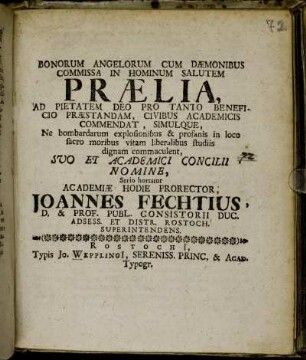 72
BONORUM ANGELORUM CUM DÆMONIBUS
COMMISSA IN HOMINUM SALUTEM
PRÆLIA,
AD PIETATEM DEO PRO TANTO BENEFI-
CIO PRÆSTANDAM, CIVIBUS ACADEMICIS
COMMENDAT, SIMULQUE,
Ne bombardarum explosionibus & profanis in loco
sacro moribus vitam liberalibus studiis
dignam commaculent,
SVO ET ACADEMICI CONCILII
NOMINE,
Serio hortatur
ACADEMIÆ HODIE PRORECTOR,
JOANNES FECHTIUS,
D. & PROF. PUBL. CONSISTORII DUC.
ADSESS. ET DISTR. ROSTOCH.
SUPERINTENDENS.
ROSTOCHI,
Typis Jo. WEPPLINGI, SERENISS. PRINC. & ACAD.
Typogr.